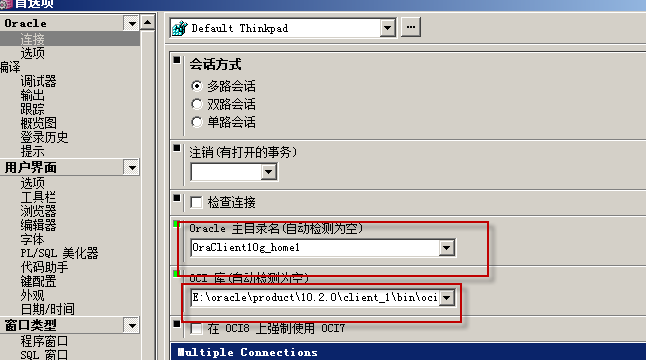 首选项
Oracle
连接
选项
编译
调试器
输出
跟踪
概览图
登录历史
提示
用户界面
选项
工具栏
浏览器
编辑器
字体
PL/SQL 美化器
代码助手
键配置
外观
日期/时间
窗口类型
程序窗口
SQL 窗口
Default Thinkpad
...
会话方式
多路会话
双路会话
单路会话
注销(有打开的事务)
检查连接
Oracle 主目录名(自动检测为空)
OraClient10g_home1
OCI 库(自动检测为空)
E:\oracle\product\10.2.0\client_1\bin\oci
在 OCI8 上强制使用 OCI7
Multiple Connections